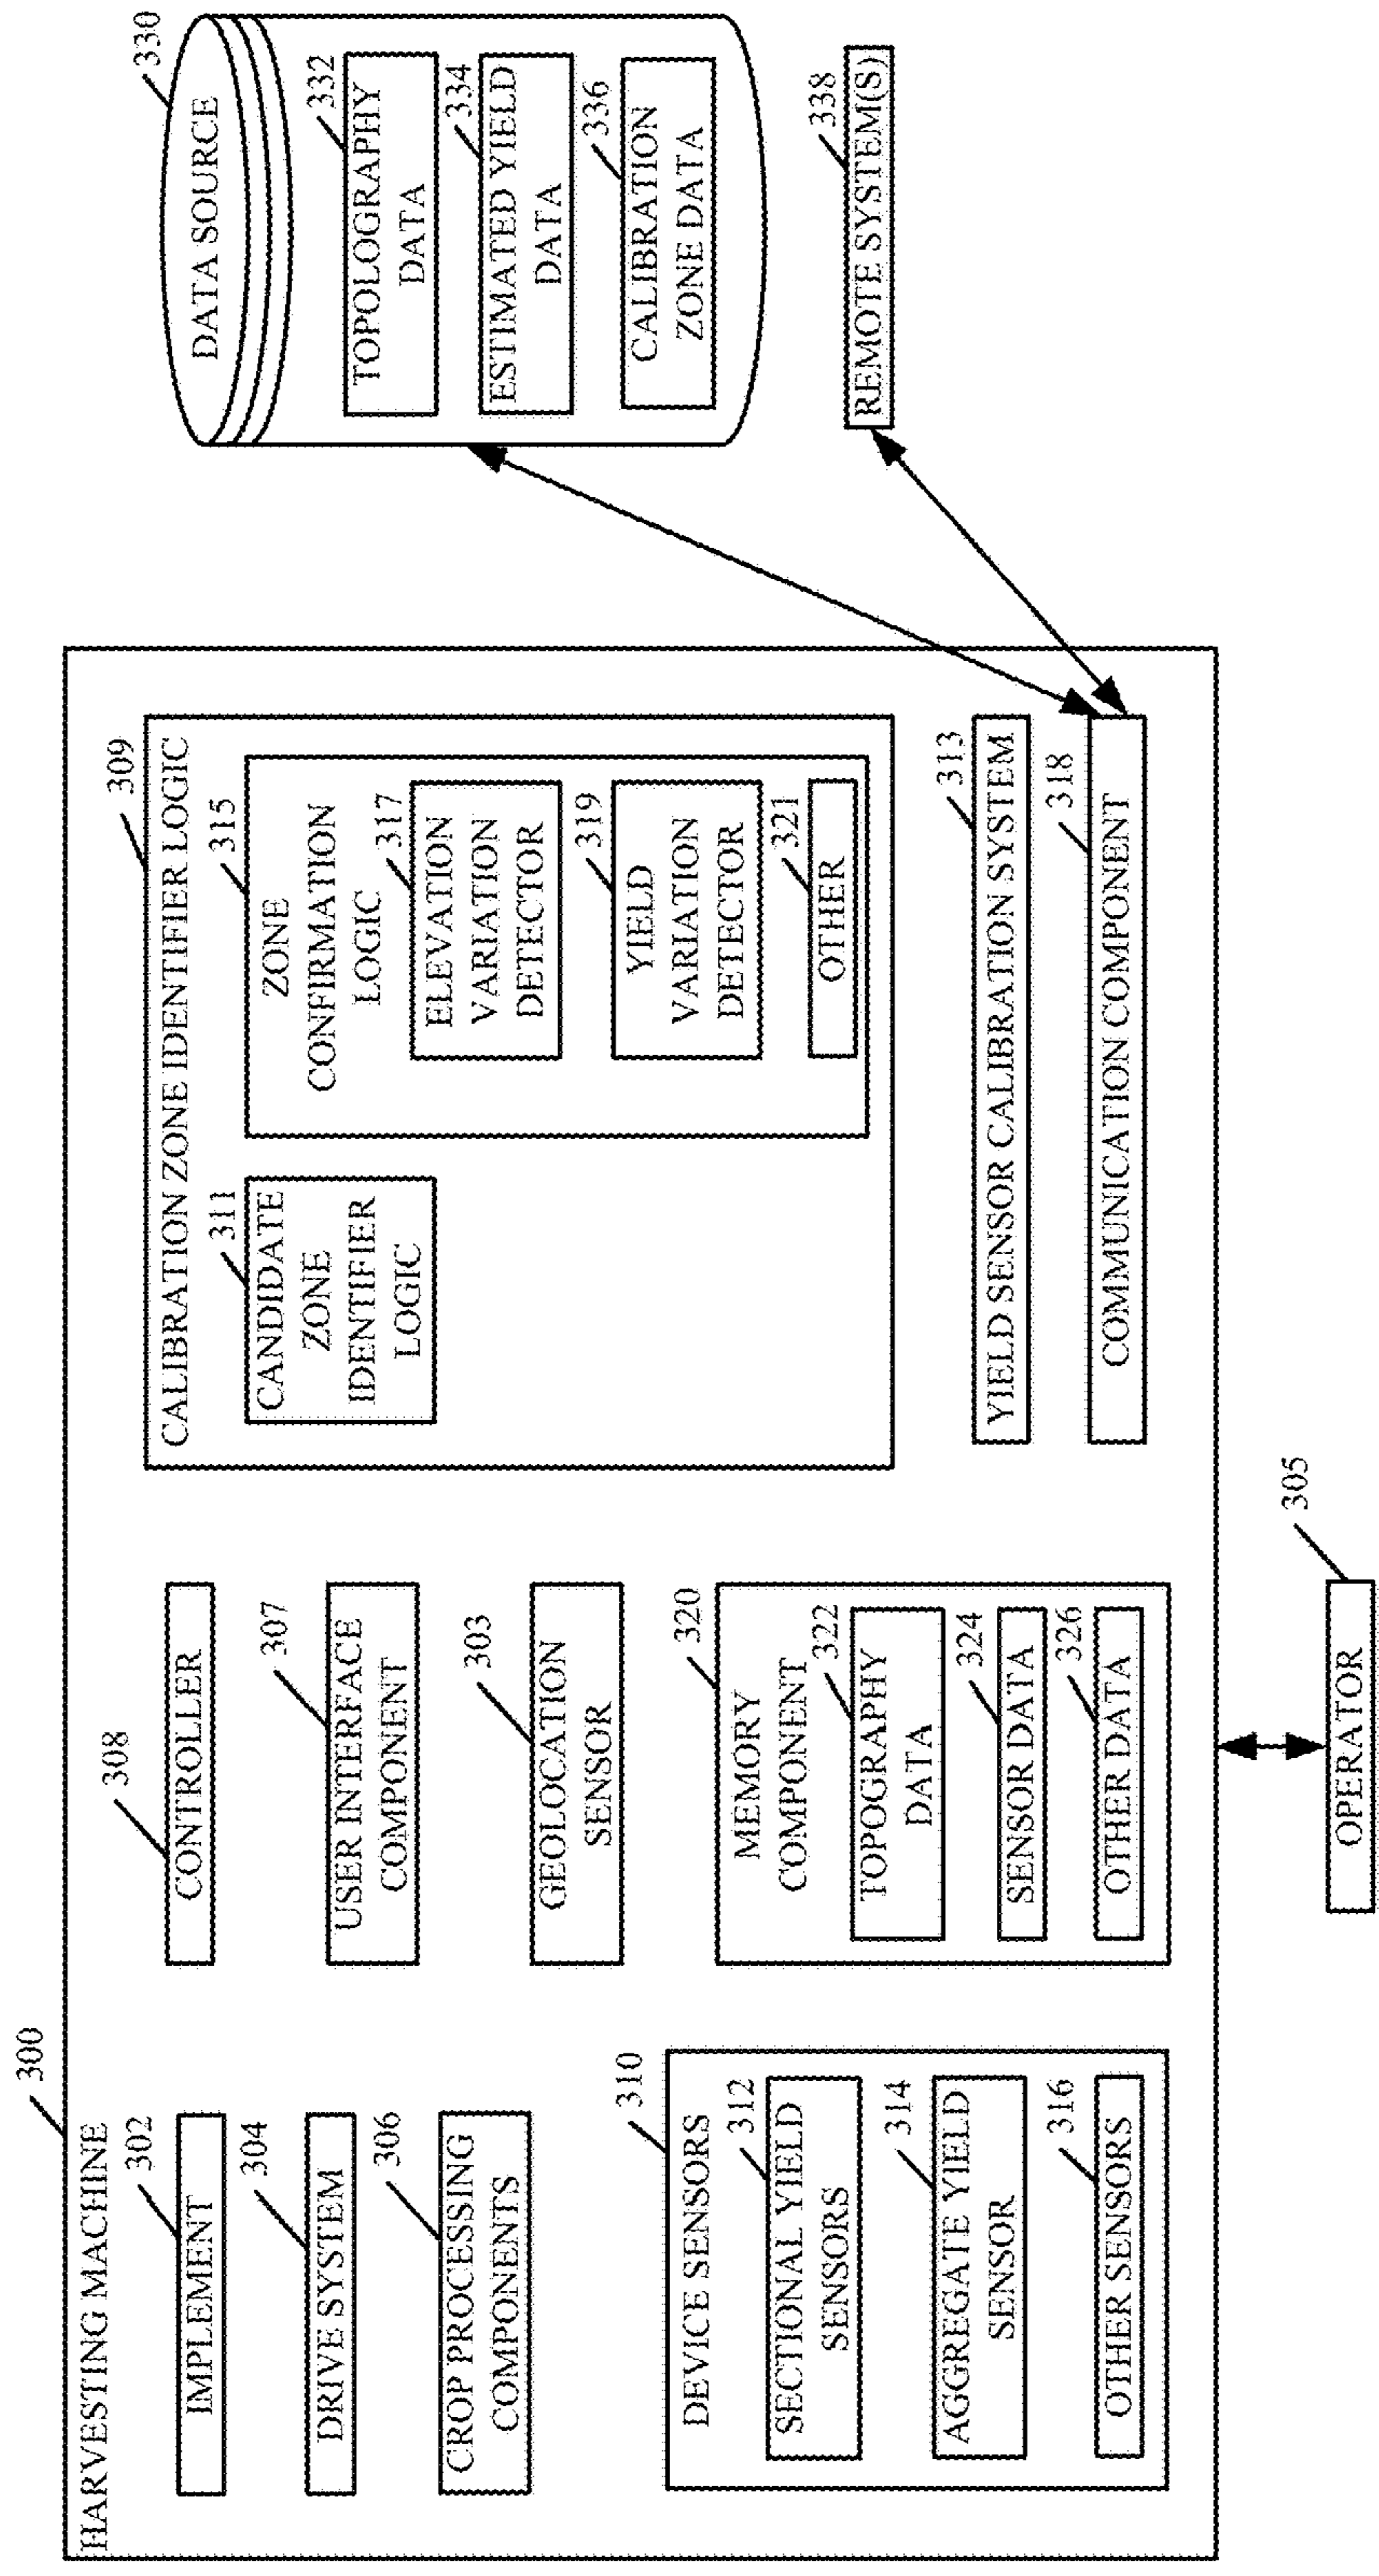 HARVESTING MACHINE
300
302
IMPLEMENT
304
DRIVE SYSTEM
306
CROP PROCESSING
COMPONENTS
310
DEVICE SENSORS
312
SECTIONAL YIELD
SENSORS
314
AGGREGATE YIELD
SENSOR
316
OTHER SENSORS
308
CONTROLLER
307
USER INTERFACE
COMPONENT
303
GEOLOCATION
SENSOR
320
MEMORY
COMPONENT
322
TOPOGRAPHY
DATA
324
SENSOR DATA
326
OTHER DATA
309
CALIBRATION ZONE IDENTIFIER LOGIC
311
CANDIDATE
ZONE
IDENTIFIER
LOGIC
315
ZONE
CONFIRMATION
LOGIC
317
ELEVATION
VARIATION
DETECTOR
319
YIELD
VARIATION
DETECTOR
321
OTHER
313
YIELD SENSOR CALIBRATION SYSTEM
318
COMMUNICATION COMPONENT
305
OPERATOR
330
DATA SOURCE
332
TOPOLOGRAPHY
DATA
334
ESTIMATED YIELD
DATA
336
CALIBRATION
ZONE DATA
338
REMOTE SYSTEM(S)